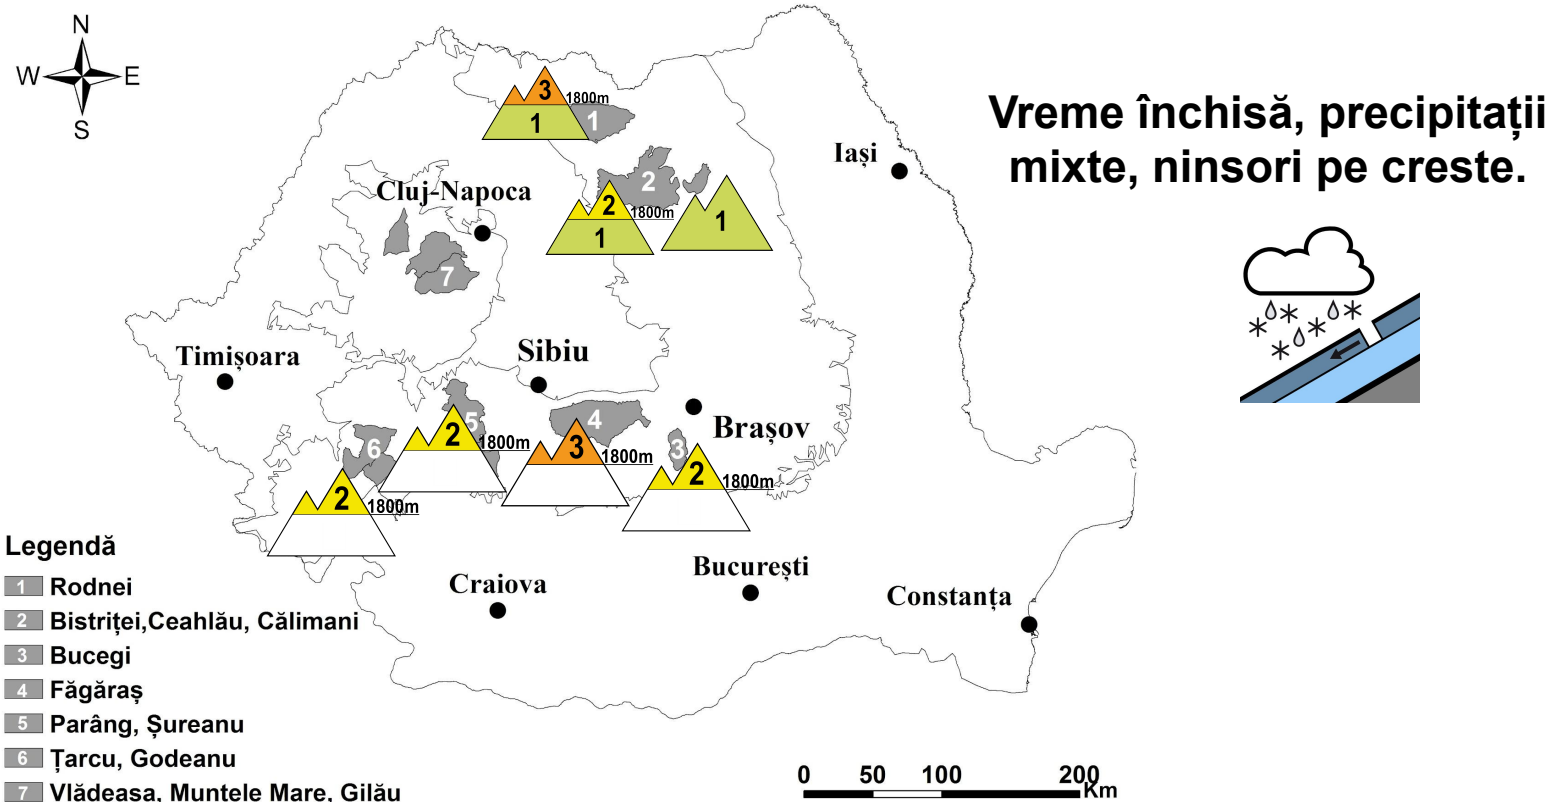 N
W E
S
Vreme închisă, precipitații
mixte, ninsori pe creste.
3
1800m
1
1
Iași
2
Cluj-Napoca
2
1800m
1
1
7
Timișoara
Sibiu
5
2
1800m
4
3
1800m
Brașov
3
2
1800m
6
2
1800m
Legendă
1 Rodnei
2 Bistriței,Ceahlău, Călimani
3 Bucegi
4 Făgăraș
5 Parâng, Șureanu
6 Țarcu, Godeanu
7 Vlădeasa, Muntele Mare, Gilău
Craiova
București
Constanța
0 50 100 200
Km